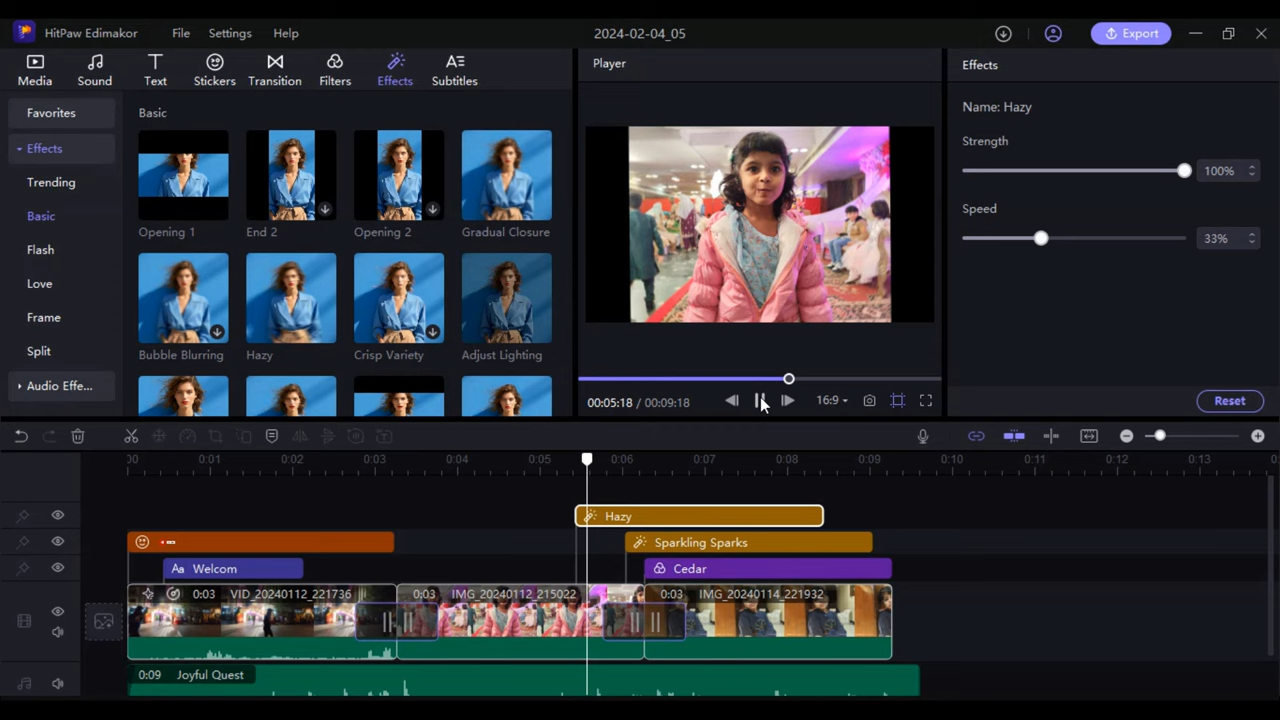 HitPaw Edimakor File Settings Help 2024-02-04_05 Export
Media Sound Text Stickers Transition Filters Effects Subtitles
Favorites
Effects
Trending
Basic
Flash
Love
Frame
Split
Audio Effe...
Basic
Opening 1 End 2 Opening 2 Gradual Closure
Bubble Blurring Hazy Crisp Variety Adjust Lighting
Player
00:05:18 / 00:09:18 16:9
Effects
Name: Hazy
Strength
100%
Speed
33%
Reset
00 0:01 0:02 0:03 0:04 0:05 0:06 0:07 0:08 0:09 0:10 0:11 0:12 0:13
Hazy
Sparkling Sparks
Aa Welcom Cedar
0:03 VID_20240112_221736 0:03 IMG_20240112_215022 0:03 IMG_20240114_221932
0:09 Joyful Quest